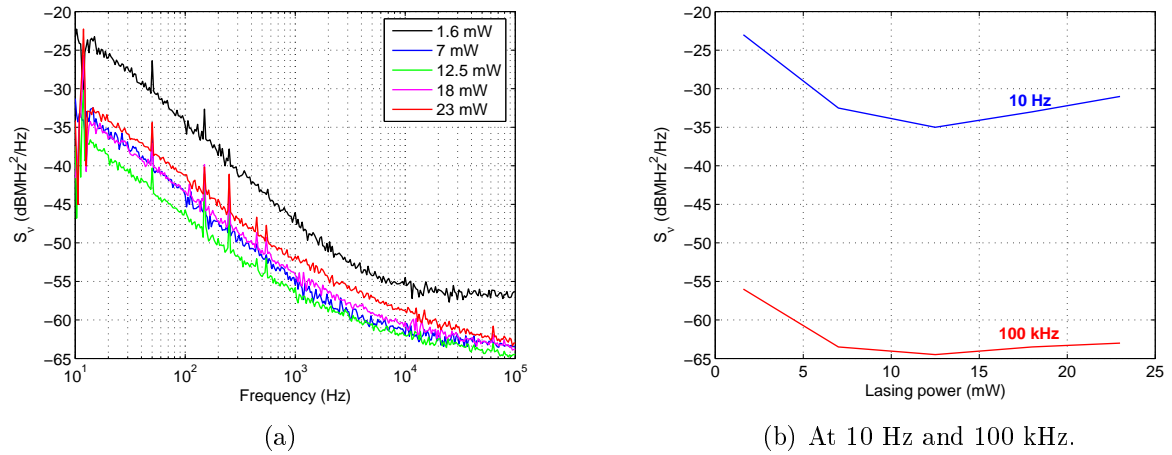 −20
−25
−30
−35
−40
−45
−50
−55
−60
−65
S_ν (dBMHz²/Hz)
10¹ 10² 10³ 10⁴ 10⁵
Frequency (Hz)
1.6 mW
7 mW
12.5 mW
18 mW
23 mW
(a)
−20
−25
−30
−35
−40
−45
−50
−55
−60
−65
S_ν (dBMHz²/Hz)
10 Hz
100 kHz
0 5 10 15 20 25
Lasing power (mW)
(b) At 10 Hz and 100 kHz.